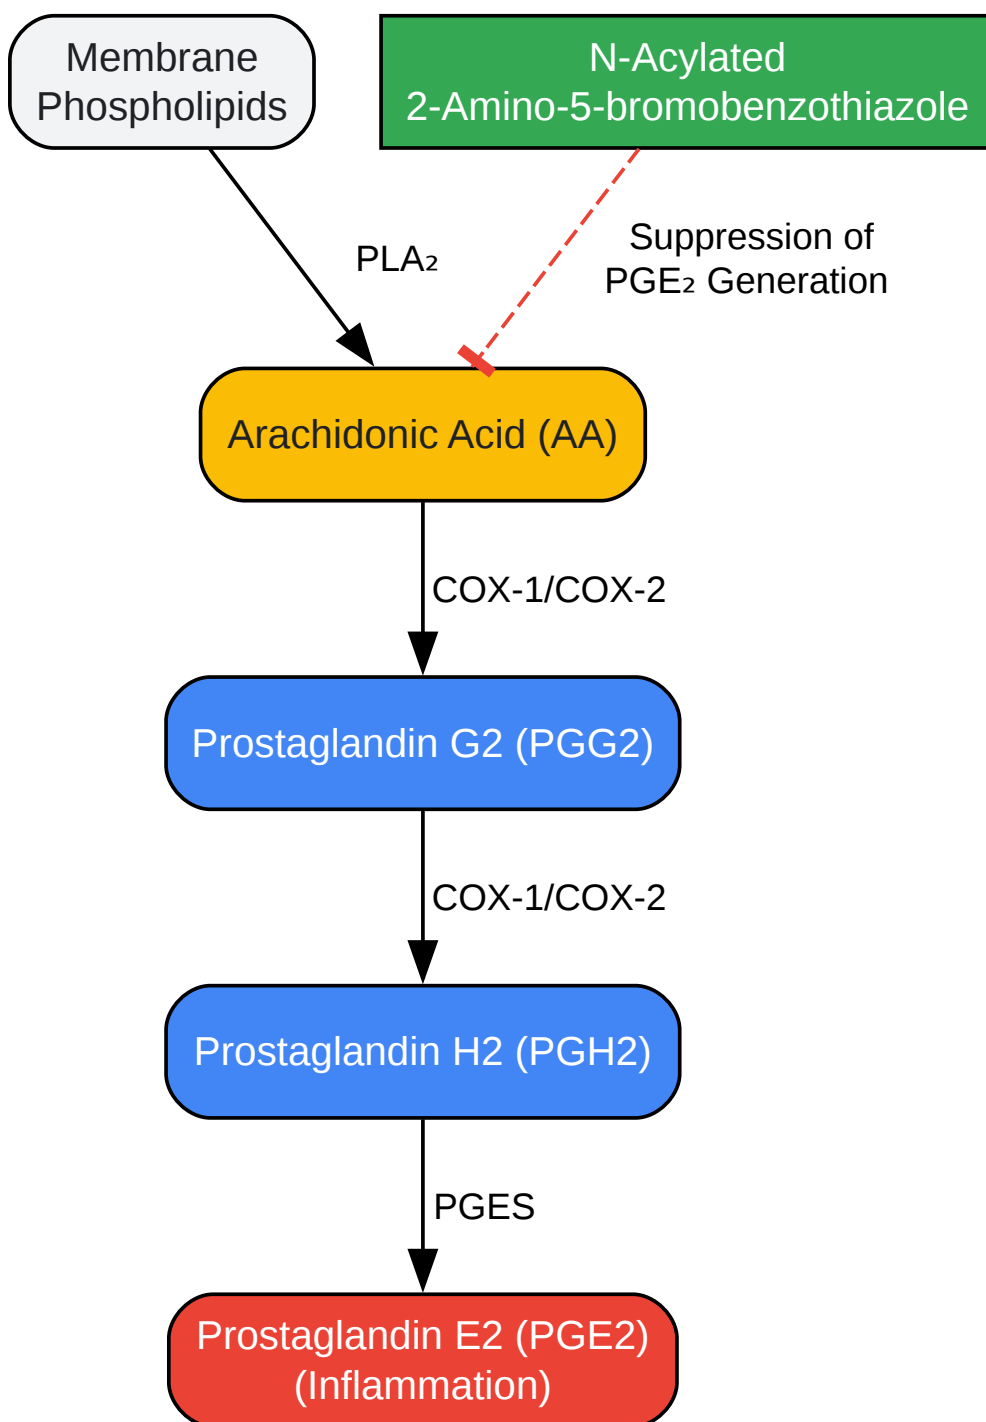 Membrane
Phospholipids
N-Acylated
2-Amino-5-bromobenzothiazole
PLA₂
Suppression of
PGE₂ Generation
Arachidonic Acid (AA)
COX-1/COX-2
Prostaglandin G2 (PGG2)
COX-1/COX-2
Prostaglandin H2 (PGH2)
PGES
Prostaglandin E2 (PGE2)
(Inflammation)